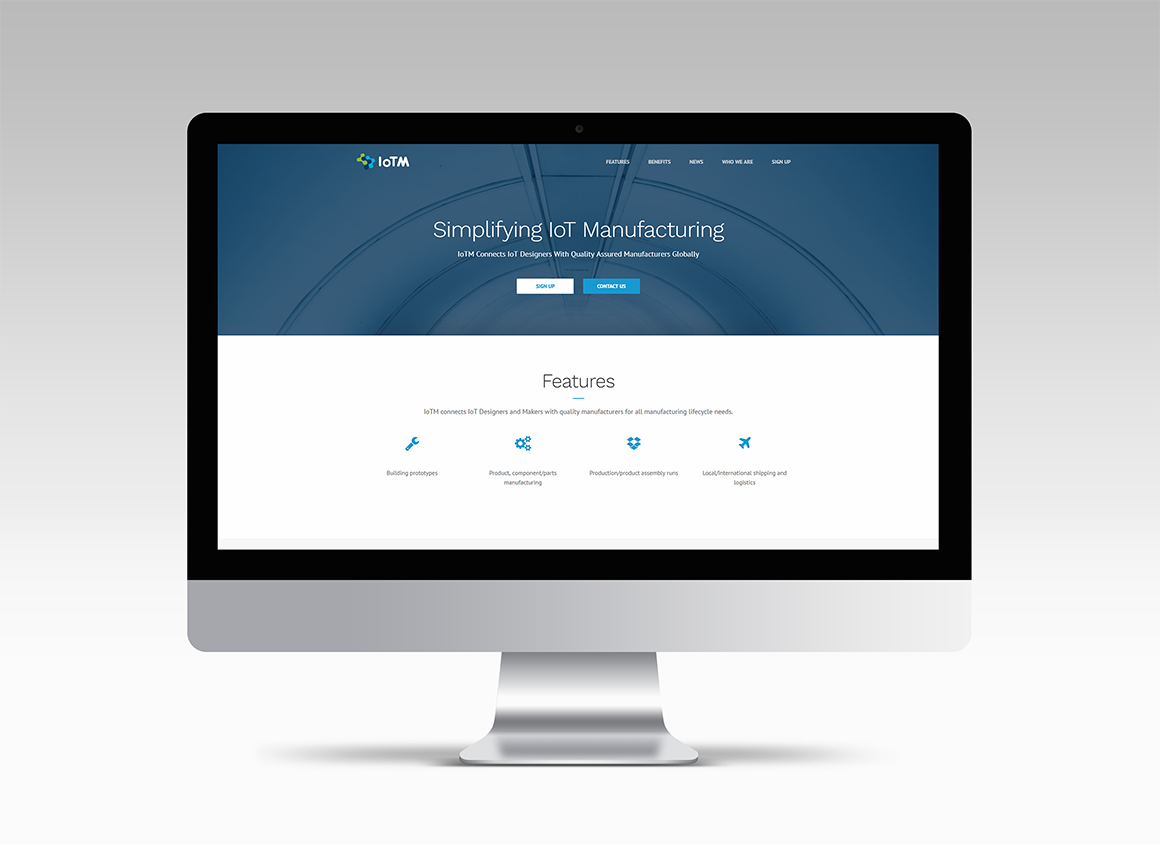 IoTM
FEATURES BENEFITS NEWS WHO WE ARE SIGN UP
Simplifying IoT Manufacturing
IoTM Connects IoT Designers With Quality Assured Manufacturers Globally
SIGN UP CONTACT US
Features
IoTM connects IoT Designers and Makers with quality manufacturers for all manufacturing lifecycle needs.
Building prototypes
Product, component/parts
manufacturing
Production/product assembly runs
Local/International shipping and
logistics